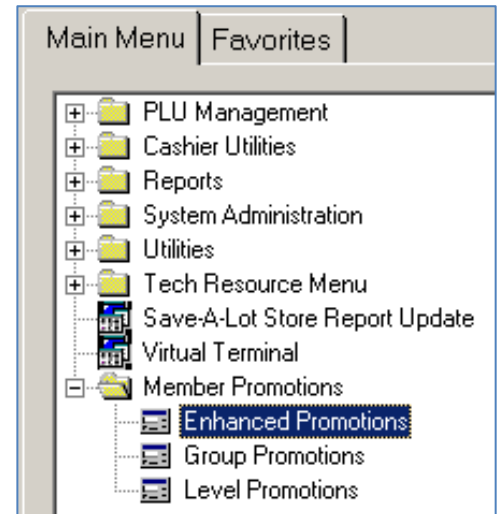 Main Menu Favorites
PLU Management
Cashier Utilities
Reports
System Administration
Utilities
Tech Resource Menu
Save-A-Lot Store Report Update
Virtual Terminal
Member Promotions
Enhanced Promotions
Group Promotions
Level Promotions